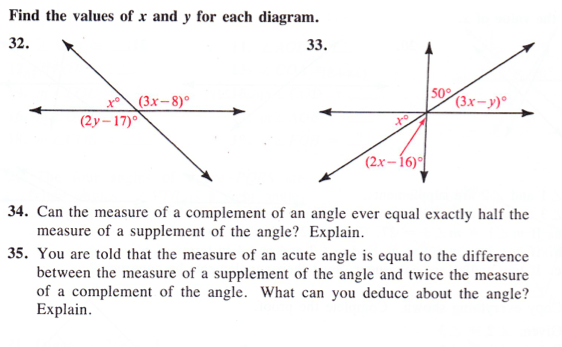 Find the values of x and y for each diagram.
32.
33.
x° (3x−8)°
(2y−17)°
50°
(3x−y)°
x°
(2x−16)°
34. Can the measure of a complement of an angle ever equal exactly half the
measure of a supplement of the angle? Explain.
35. You are told that the measure of an acute angle is equal to the difference
between the measure of a supplement of the angle and twice the measure
of a complement of the angle. What can you deduce about the angle?
Explain.